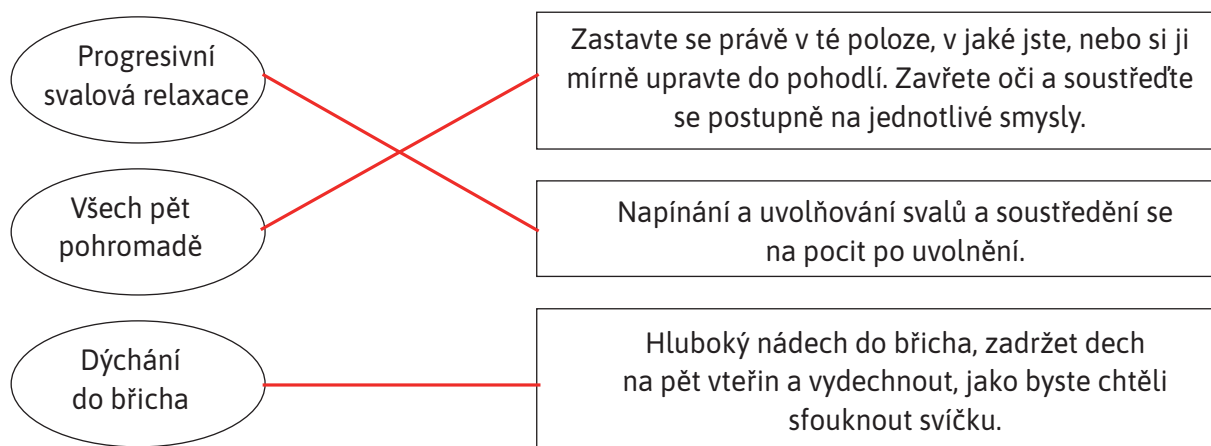 Progresivní
svalová relaxace
Zastavte se právě v té poloze, v jaké jste, nebo si ji
mírně upravte do pohodlí. Zavřete oči a soustřeďte
se postupně na jednotlivé smysly.
Všech pět
pohromadě
Napínání a uvolňování svalů a soustředění se
na pocit po uvolnění.
Dýchání
do břicha
Hluboký nádech do břicha, zadržet dech
na pět vteřin a vydechnout, jako byste chtěli
sfouknout svíčku.